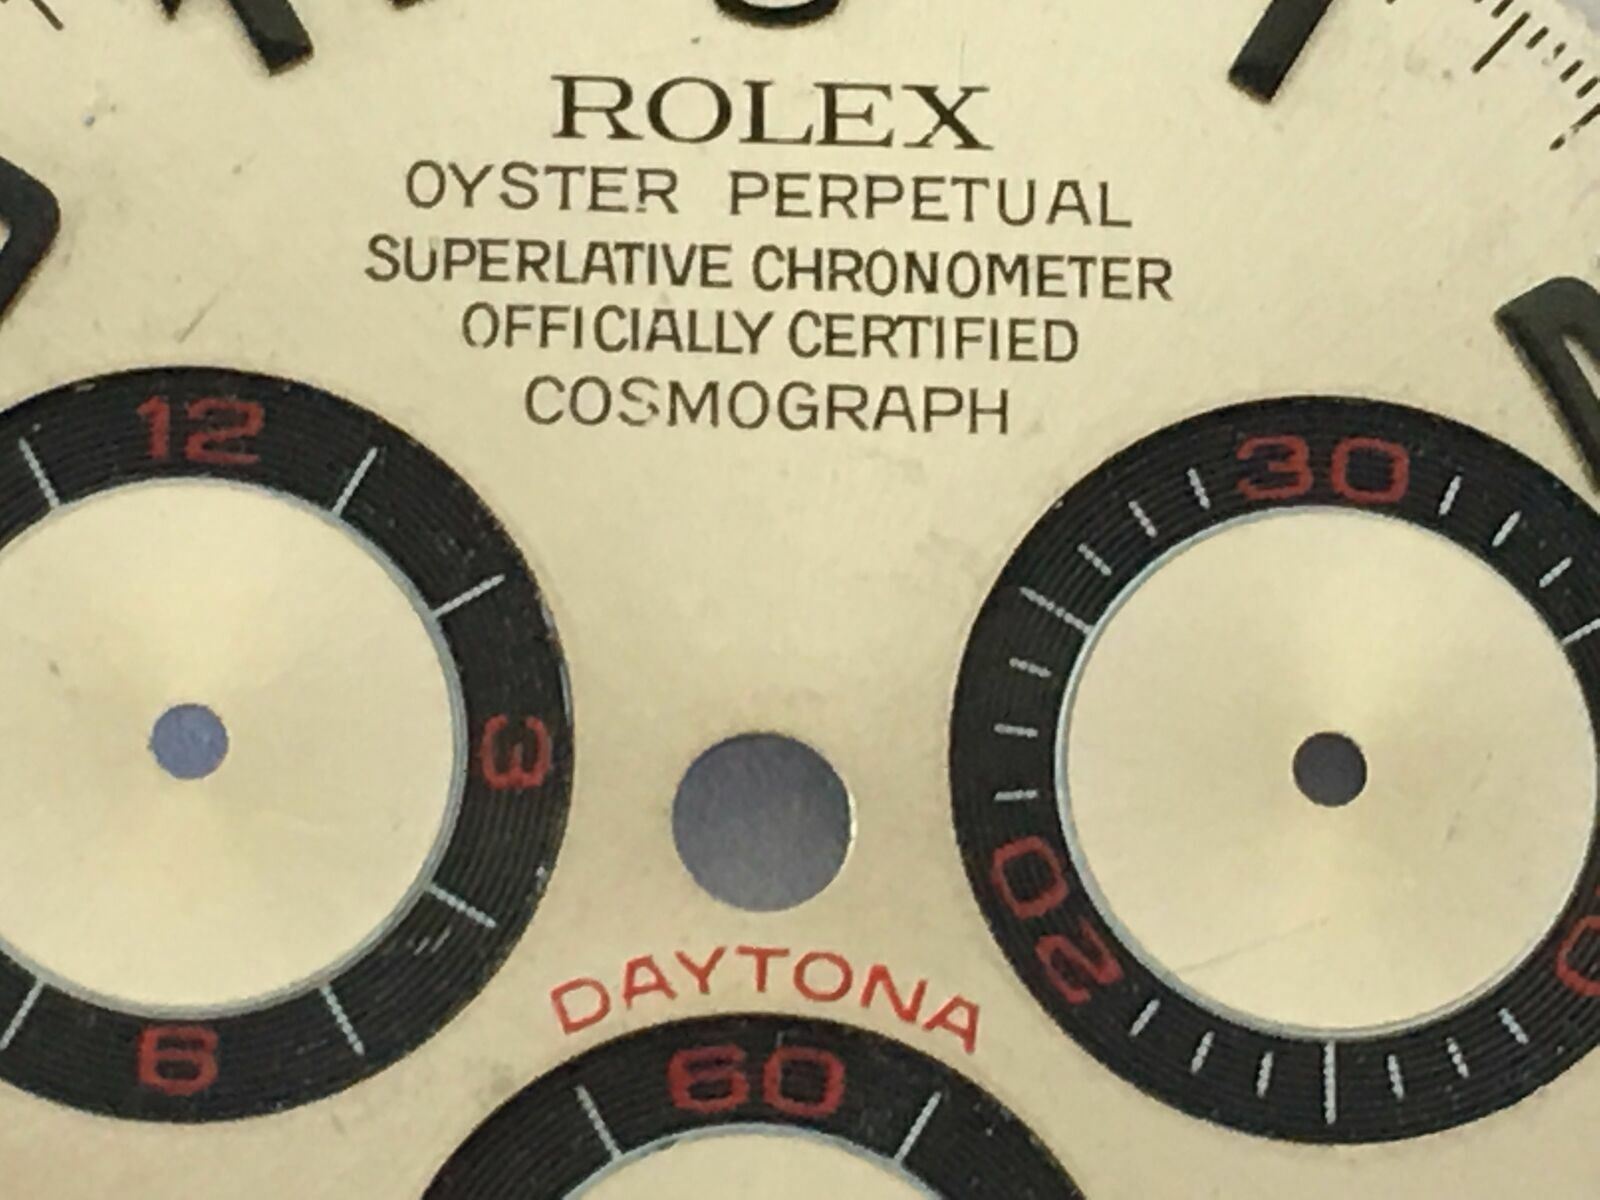 ROLEX
OYSTER PERPETUAL
SUPERLATIVE CHRONOMETER
OFFICIALLY CERTIFIED
COSMOGRAPH
12
3
6
30
20
DAYTONA
60